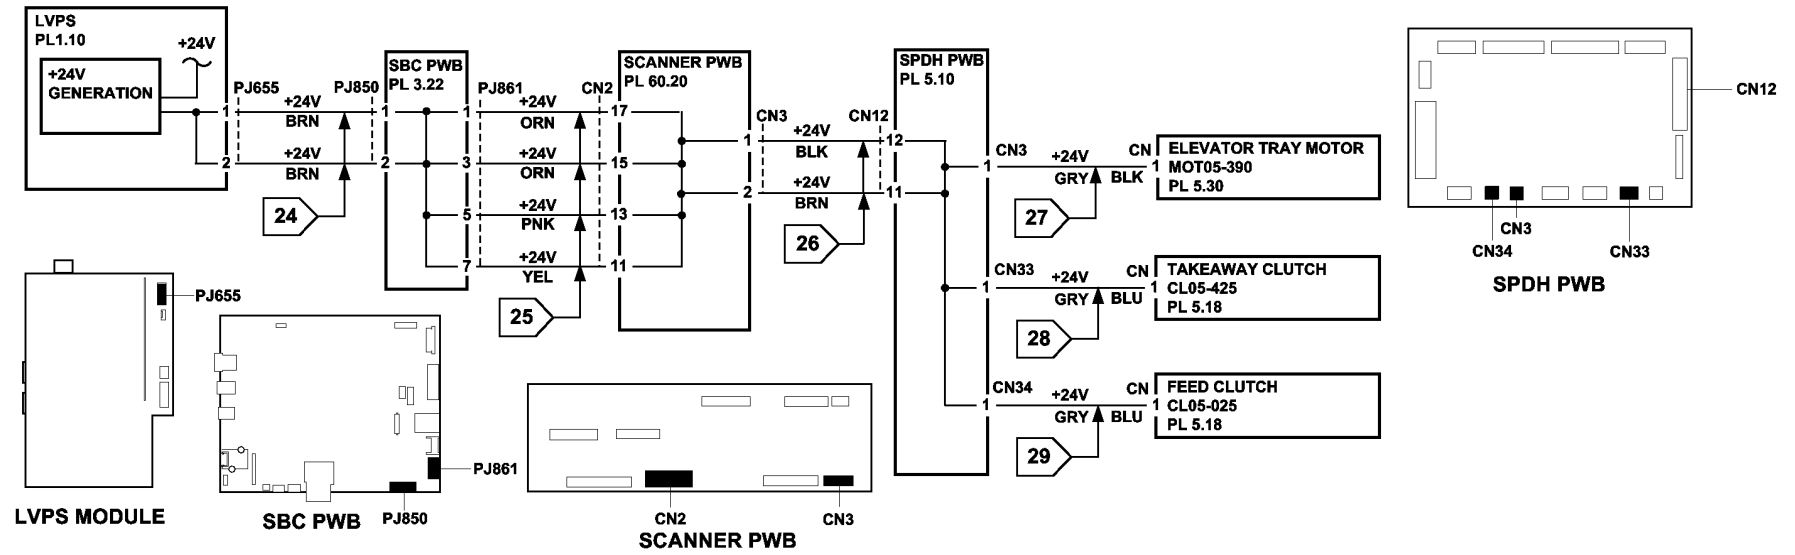 LVPS
PL1.10
+24V
+24V
GENERATION
1
2
PJ655
+24V
BRN
+24V
BRN
24
PJ850
1
2
SBC PWB
PL 3.22
1
3
5
7
PJ861
+24V
ORN
+24V
ORN
+24V
PNK
+24V
YEL
25
CN2
17
15
13
11
SCANNER PWB
PL 60.20
1
2
CN3
+24V
BLK
+24V
BRN
26
CN12
12
11
SPDH PWB
PL 5.10
1
CN3
+24V
GRY
BLK
27
CN
1
ELEVATOR TRAY MOTOR
MOT05-390
PL 5.30
1
CN33
+24V
GRY
BLU
28
CN
1
TAKEAWAY CLUTCH
CL05-425
PL 5.18
1
CN34
+24V
GRY
BLU
29
CN
1
FEED CLUTCH
CL05-025
PL 5.18
CN12
CN34
CN3
CN33
SPDH PWB
PJ655
LVPS MODULE
PJ861
PJ850
SBC PWB
CN2
CN3
SCANNER PWB